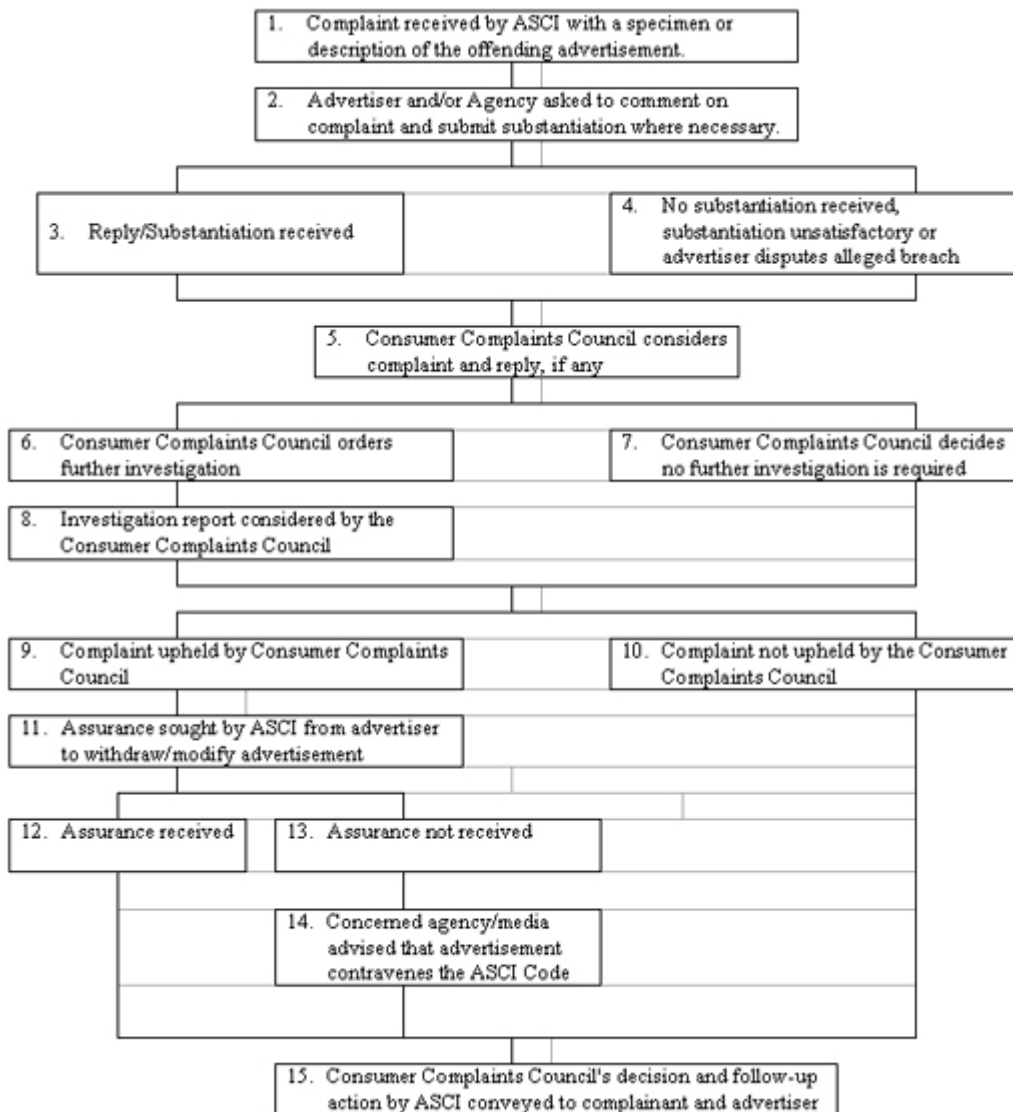 1. Complaint received by ASCI with a specimen or
description of the offending advertisement.
2. Advertiser and/or Agency asked to comment on
complaint and submit substantiation where necessary.
3. Reply/Substantiation received
4. No substantiation received,
substantiation unsatisfactory or
advertiser disputes alleged breach
5. Consumer Complaints Council considers
complaint and reply, if any
6. Consumer Complaints Council orders
further investigation
7. Consumer Complaints Council decides
no further investigation is required
8. Investigation report considered by the
Consumer Complaints Council
9. Complaint upheld by Consumer Complaints
Council
10. Complaint not upheld by the Consumer
Complaints Council
11. Assurance sought by ASCI from advertiser
to withdraw/modify advertisement
12. Assurance received
13. Assurance not received
14. Concerned agency/media
advised that advertisement
contravenes the ASCI Code
15. Consumer Complaints Council's decision and follow-up
action by ASCI conveyed to complainant and advertiser